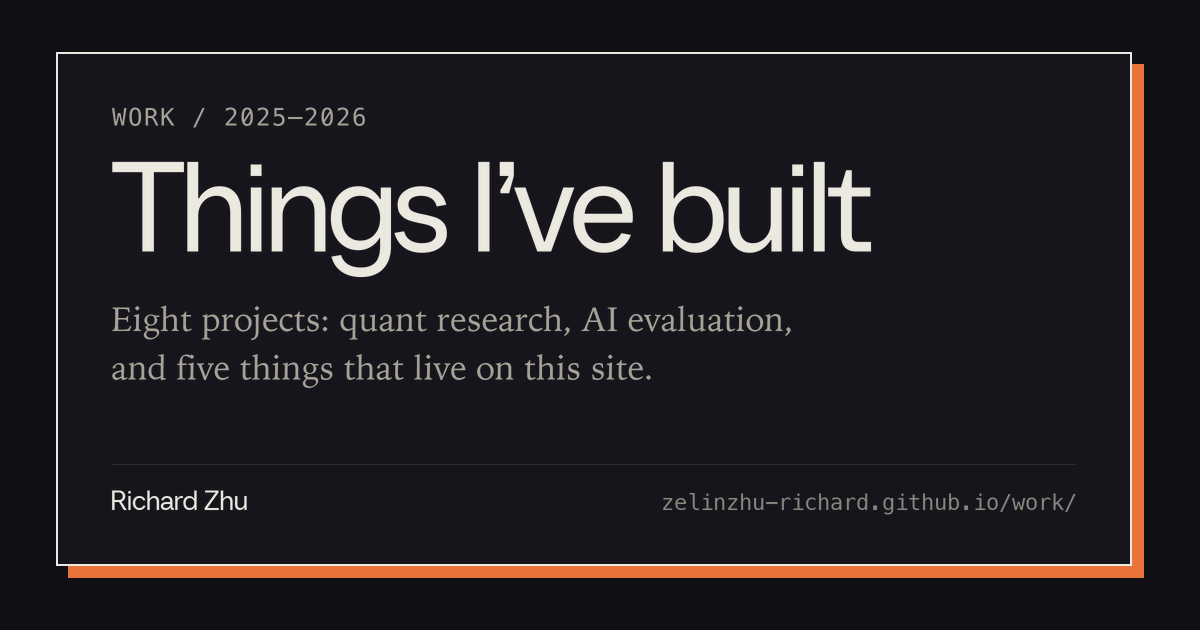 WORK / 2025–2026
Things I’ve built
Eight projects: quant research, AI evaluation,
and five things that live on this site.
Richard Zhu
zelinzhu-richard.github.io/work/